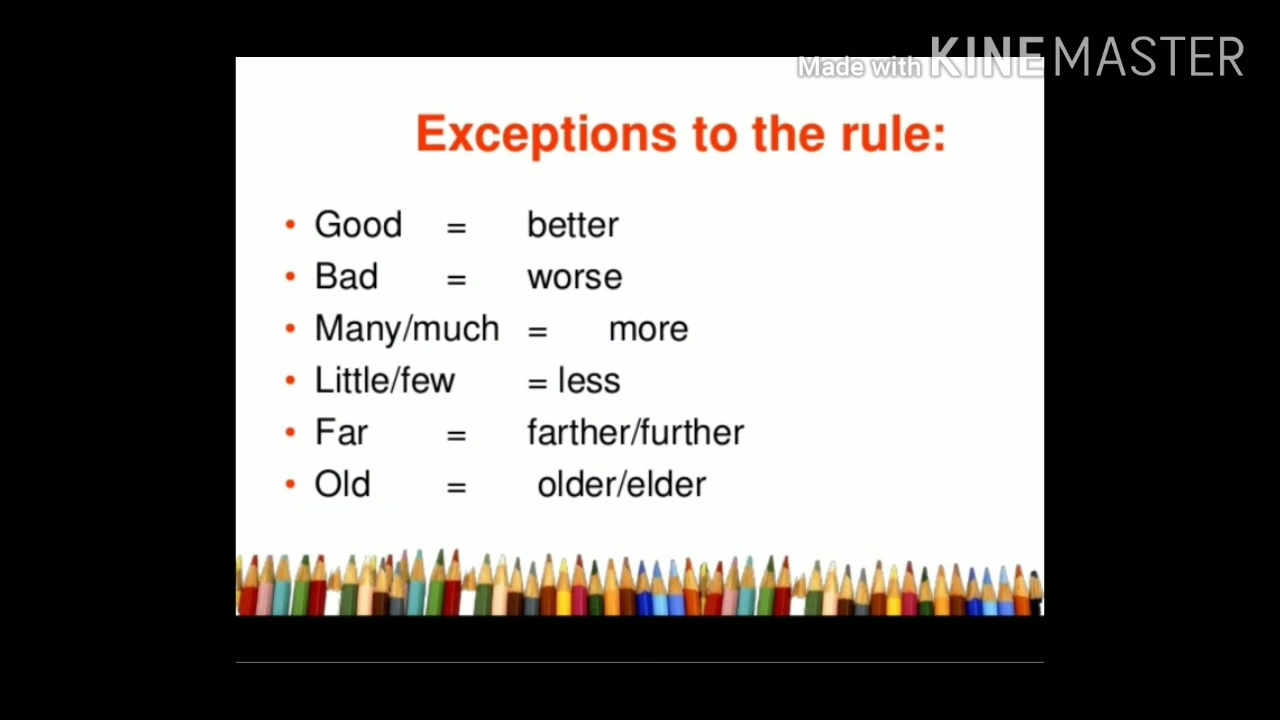 Made with KINEMASTER
Exceptions to the rule:
• Good = better
• Bad = worse
• Many/much = more
• Little/few = less
• Far = farther/further
• Old = older/elder